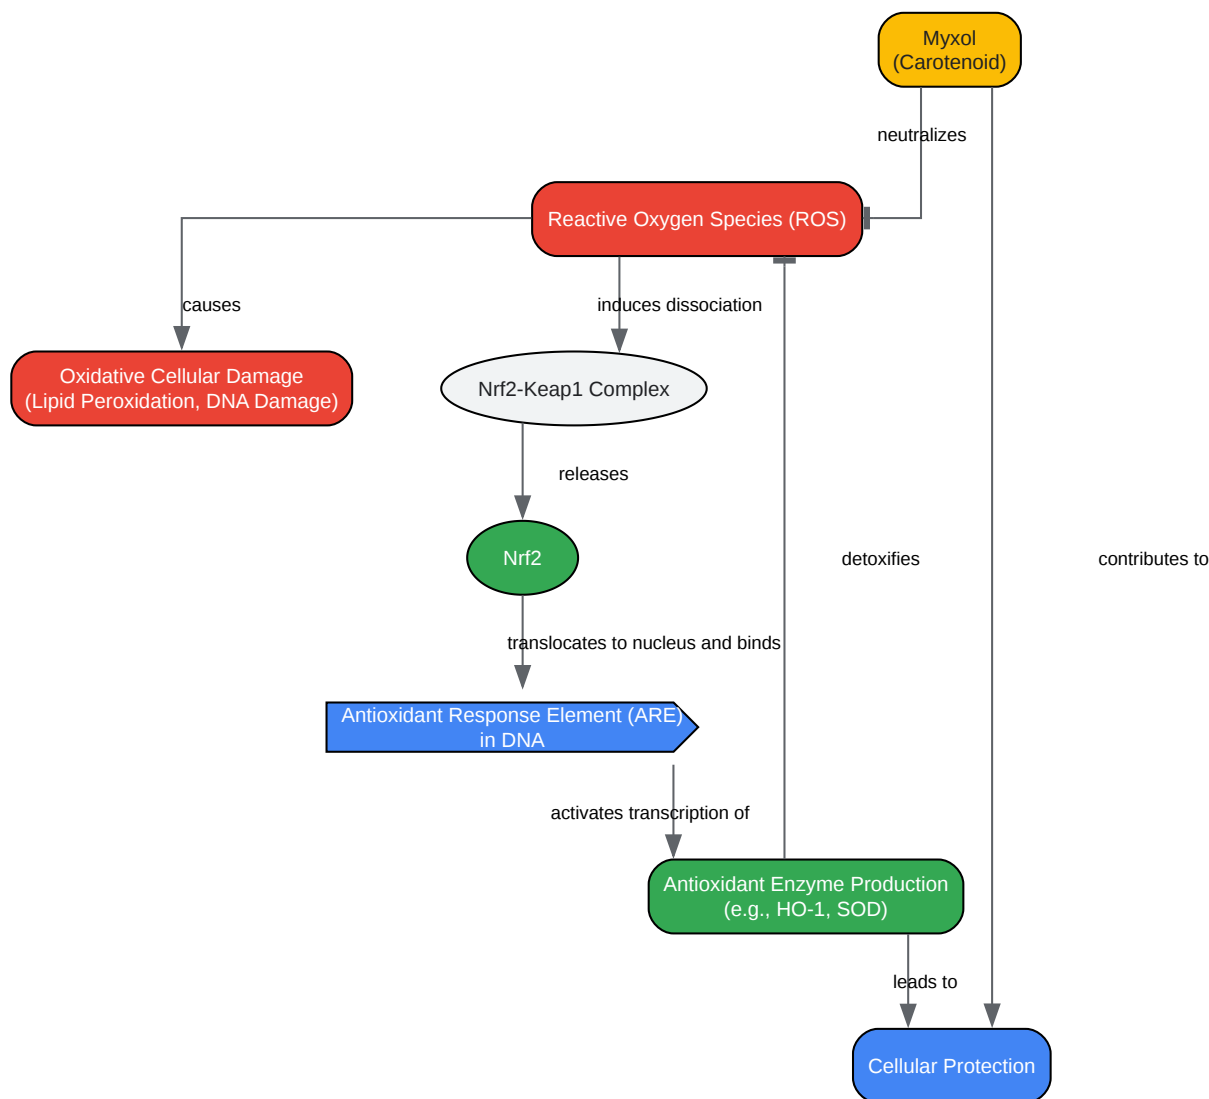 Myxol
(Carotenoid)
neutralizes
Reactive Oxygen Species (ROS)
causes
induces dissociation
Oxidative Cellular Damage
(Lipid Peroxidation, DNA Damage)
Nrf2-Keap1 Complex
releases
Nrf2
detoxifies
contributes to
translocates to nucleus and binds
Antioxidant Response Element (ARE)
in DNA
activates transcription of
Antioxidant Enzyme Production
(e.g., HO-1, SOD)
leads to
Cellular Protection